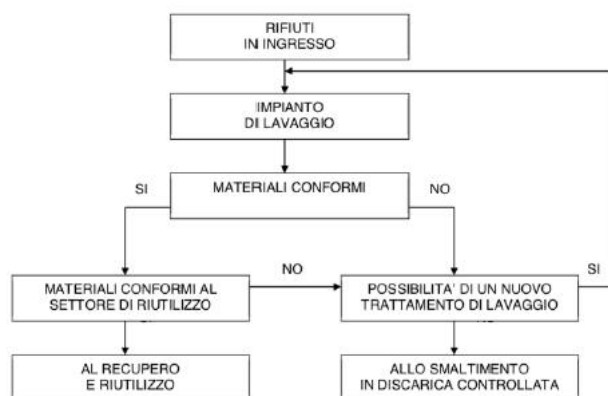 RIFIUTI
IN INGRESSO
IMPIANTO
DI LAVAGGIO
SI
MATERIALI CONFORMI
NO
MATERIALI CONFORMI AL
SETTORE DI RIUTILIZZO
NO
POSSIBILITA' DI UN NUOVO
TRATTAMENTO DI LAVAGGIO
SI
AL RECUPERO
E RIUTILIZZO
ALLO SMALTIMENTO
IN DISCARICA CONTROLLATA